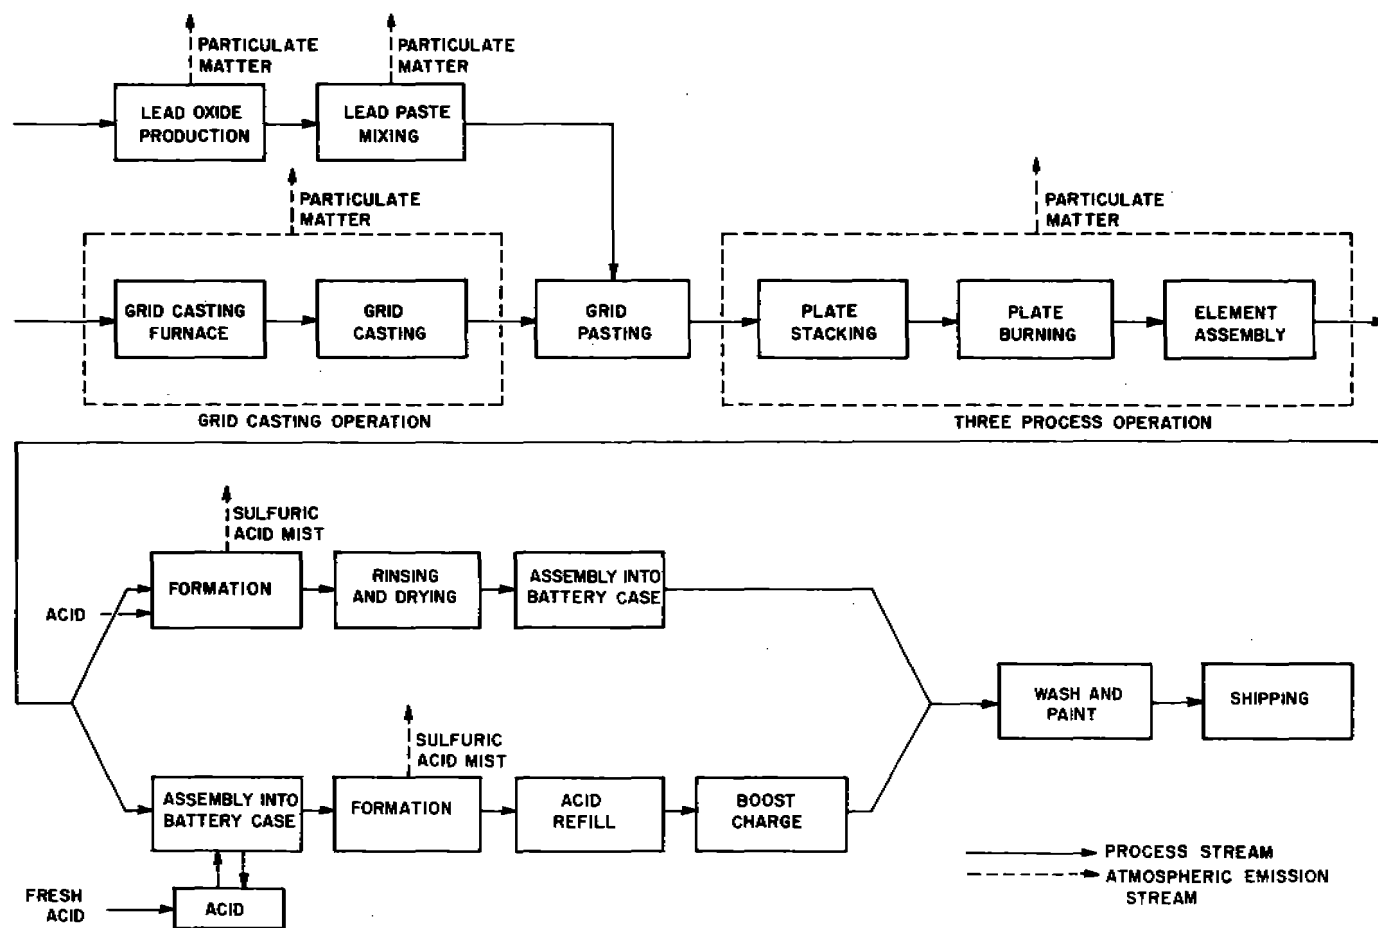 PARTICULATE
MATTER
PARTICULATE
MATTER
LEAD OXIDE
PRODUCTION
LEAD PASTE
MIXING
PARTICULATE
MATTER
PARTICULATE
MATTER
GRID CASTING
FURNACE
GRID
CASTING
GRID
PASTING
PLATE
STACKING
PLATE
BURNING
ELEMENT
ASSEMBLY
GRID CASTING OPERATION
THREE PROCESS OPERATION
SULFURIC
ACID MIST
FORMATION
RINSING
AND DRYING
ASSEMBLY INTO
BATTERY CASE
ACID
WASH AND
PAINT
SHIPPING
SULFURIC
ACID MIST
ASSEMBLY INTO
BATTERY CASE
FORMATION
ACID
REFILL
BOOST
CHARGE
FRESH
ACID
ACID
PROCESS STREAM
ATMOSPHERIC EMISSION
STREAM